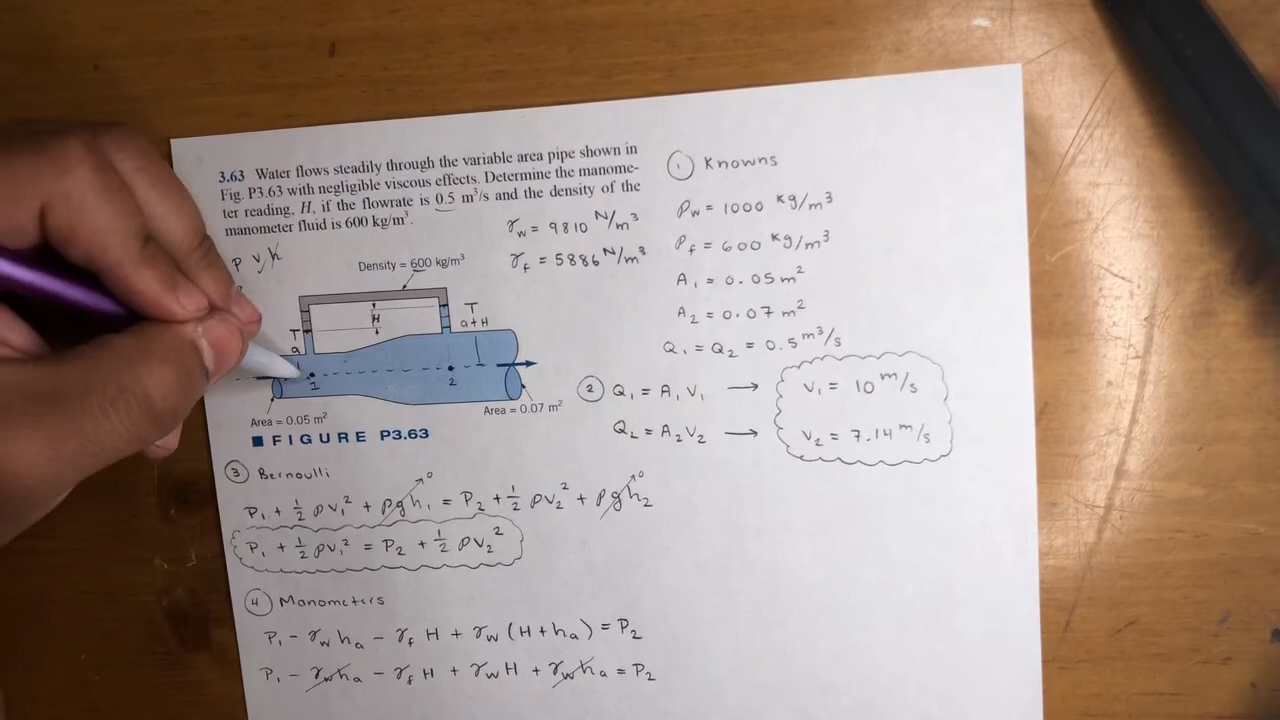 3.63 Water flows steadily through the variable area pipe shown in
Fig. P3.63 with negligible viscous effects. Determine the manome-
ter reading, H, if the flowrate is 0.5 m³/s and the density of the
manometer fluid is 600 kg/m³.
γw = 9810 N/m³
γf = 5886 N/m³
P V h
Density = 600 kg/m³
H
T
a
T
a+H
1
2
Area = 0.05 m²
Area = 0.07 m²
FIGURE P3.63
① Knowns
ρw = 1000 kg/m³
ρf = 600 kg/m³
A₁ = 0.05 m²
A₂ = 0.07 m²
Q₁ = Q₂ = 0.5 m³/s
② Q₁ = A₁ V₁ → V₁ = 10 m/s
Q₂ = A₂ V₂ → V₂ = 7.14 m/s
③ Bernoulli
P₁ + ½ ρv₁² + ρgh₁ → 0 = P₂ + ½ ρv₂² + ρgh₂ → 0
P₁ + ½ ρv₁² = P₂ + ½ ρv₂²
④ Manometers
P₁ - γw ha - γf H + γw (H + ha) = P₂
P₁ - γw ha - γf H + γw H + γw ha = P₂